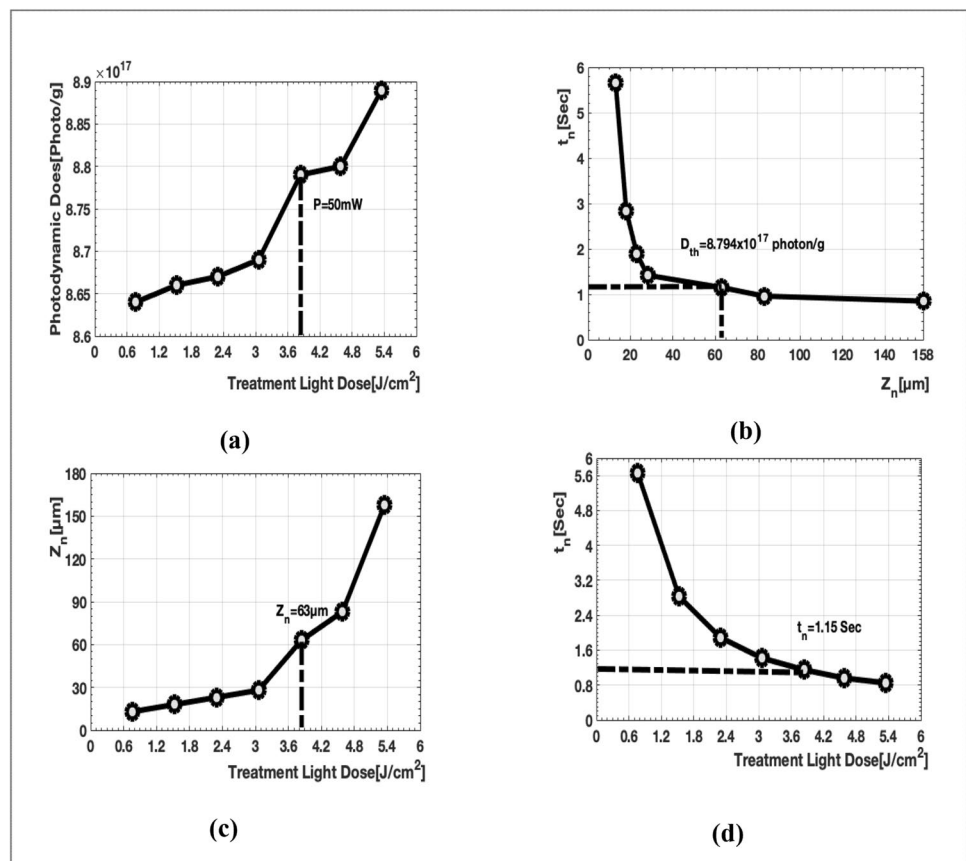 ×10^17
Photodynamic Does[Photo/g]
8.9
8.8
8.75
8.7
8.65
8.6
P=50mW
0 0.6 1.2 1.8 2.4 3 3.6 4.2 4.8 5.4 6
Treatment Light Dose[J/cm^2]
(a)
t_n[Sec]
6
5
4
3
2
1
0
D_th=8.794x10^17 photon/g
0 20 40 60 80 100 120 140 158
Z_n[µm]
(b)
Z_n[µm]
180
150
120
90
60
30
0
Z_n=63µm
0 0.6 1.2 1.8 2.4 3 3.6 4.2 4.8 5.4 6
Treatment Light Dose[J/cm^2]
(c)
t_n[Sec]
6
5.6
4.8
4
3.2
2.4
1.6
0.8
0
t_n=1.15 Sec
0 0.6 1.2 1.8 2.4 3 3.6 4.2 4.8 5.4 6
Treatment Light Dose[J/cm^2]
(d)